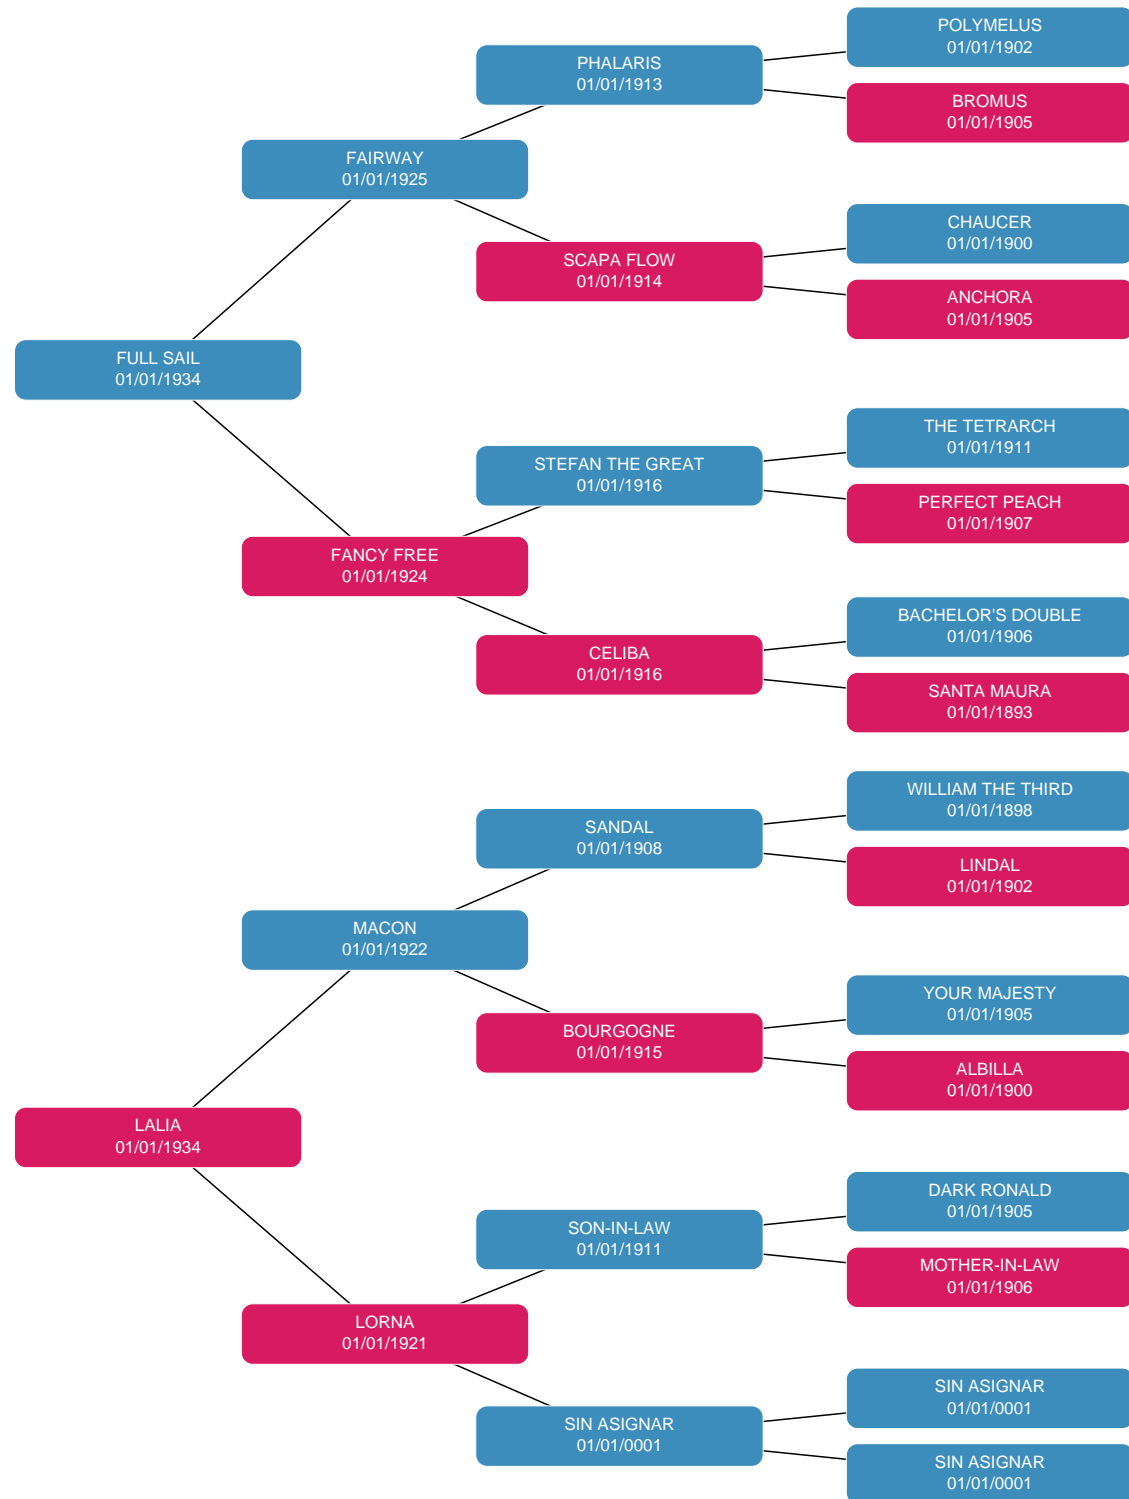 POLYMELUS
01/01/1902
PHALARIS
01/01/1913
BROMUS
01/01/1905
FAIRWAY
01/01/1925
CHAUCER
01/01/1900
SCAPA FLOW
01/01/1914
ANCHORA
01/01/1905
FULL SAIL
01/01/1934
THE TETRARCH
01/01/1911
STEFAN THE GREAT
01/01/1916
PERFECT PEACH
01/01/1907
FANCY FREE
01/01/1924
BACHELOR'S DOUBLE
01/01/1906
CELIBA
01/01/1916
SANTA MAURA
01/01/1893
WILLIAM THE THIRD
01/01/1898
SANDAL
01/01/1908
LINDAL
01/01/1902
MACON
01/01/1922
YOUR MAJESTY
01/01/1905
BOURGOGNE
01/01/1915
ALBILLA
01/01/1900
LALIA
01/01/1934
DARK RONALD
01/01/1905
SON-IN-LAW
01/01/1911
MOTHER-IN-LAW
01/01/1906
LORNA
01/01/1921
SIN ASIGNAR
01/01/0001
SIN ASIGNAR
01/01/0001
SIN ASIGNAR
01/01/0001